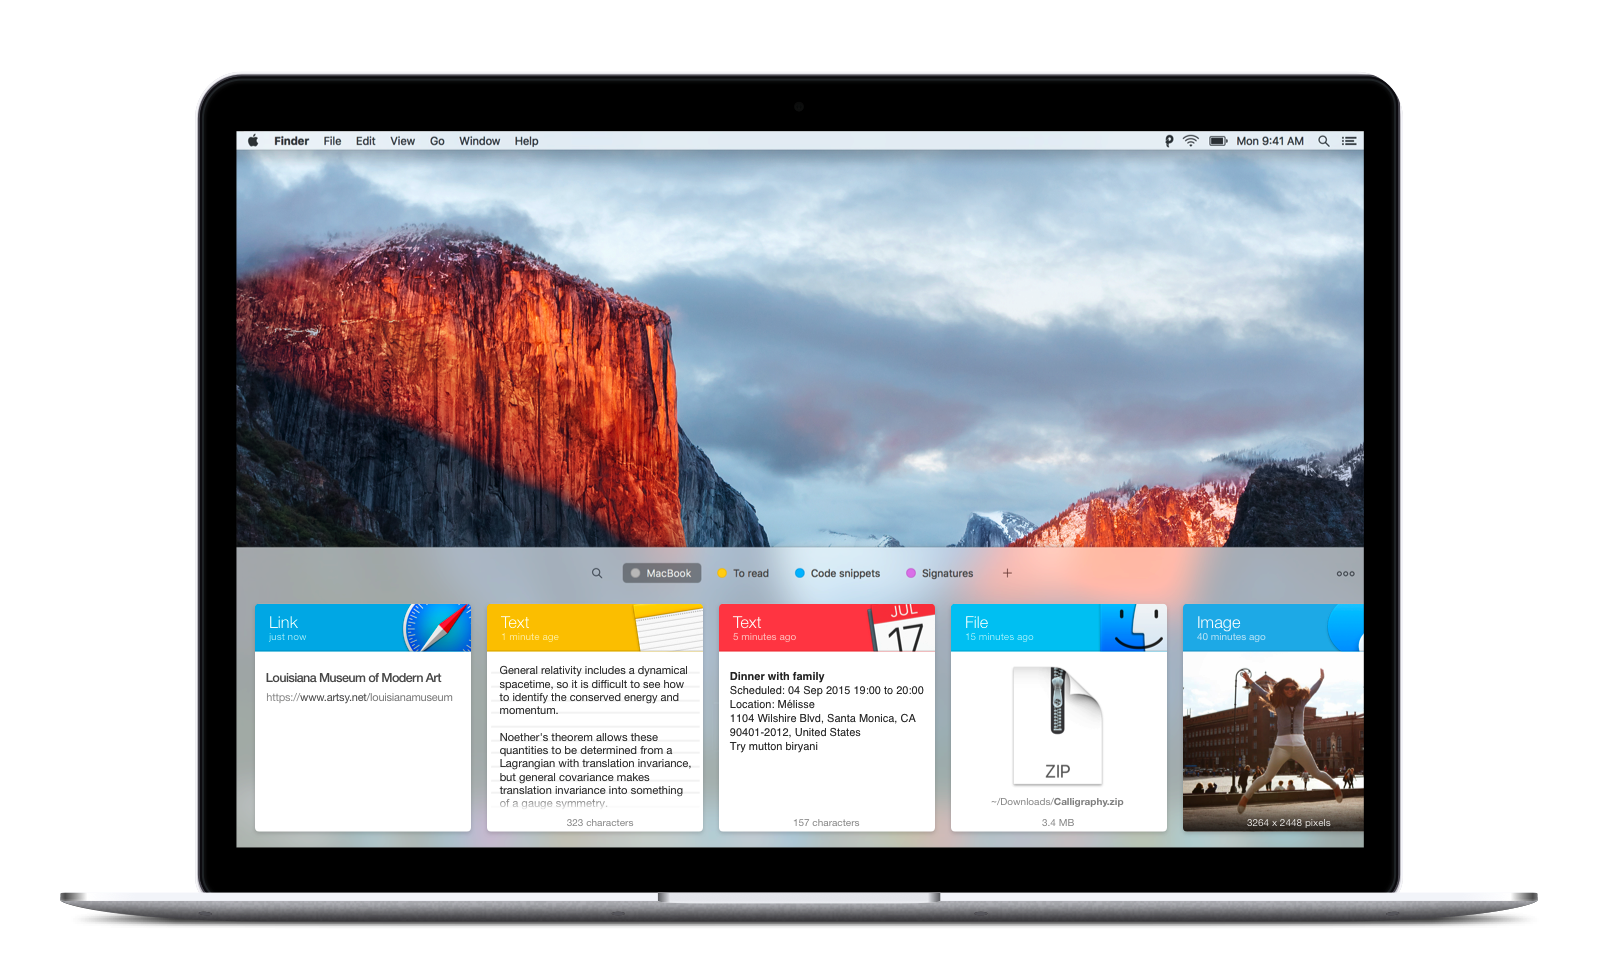 Finder File Edit View Go Window Help Mon 9:41 AM
MacBook To read Code snippets Signatures
Link
just now
Louisiana Museum of Modern Art
https://www.artsy.net/louisianamuseum
Text
1 minute age
General relativity includes a dynamical
spacetime, so it is difficult to see how
to identify the conserved energy and
momentum.
Noether's theorem allows these
quantities to be determined from a
Lagrangian with translation invariance,
but general covariance makes
translation invariance into something
of a gauge symmetry.
323 characters
Text
5 minutes ago
JUL
17
Dinner with family
Scheduled: 04 Sep 2015 19:00 to 20:00
Location: Mélisse
1104 Wilshire Blvd, Santa Monica, CA
90401-2012, United States
Try mutton biryani
157 characters
File
15 minutes ago
ZIP
~/Downloads/Calligraphy.zip
3.4 MB
Image
40 minutes ago
3264 x 2448 pixels